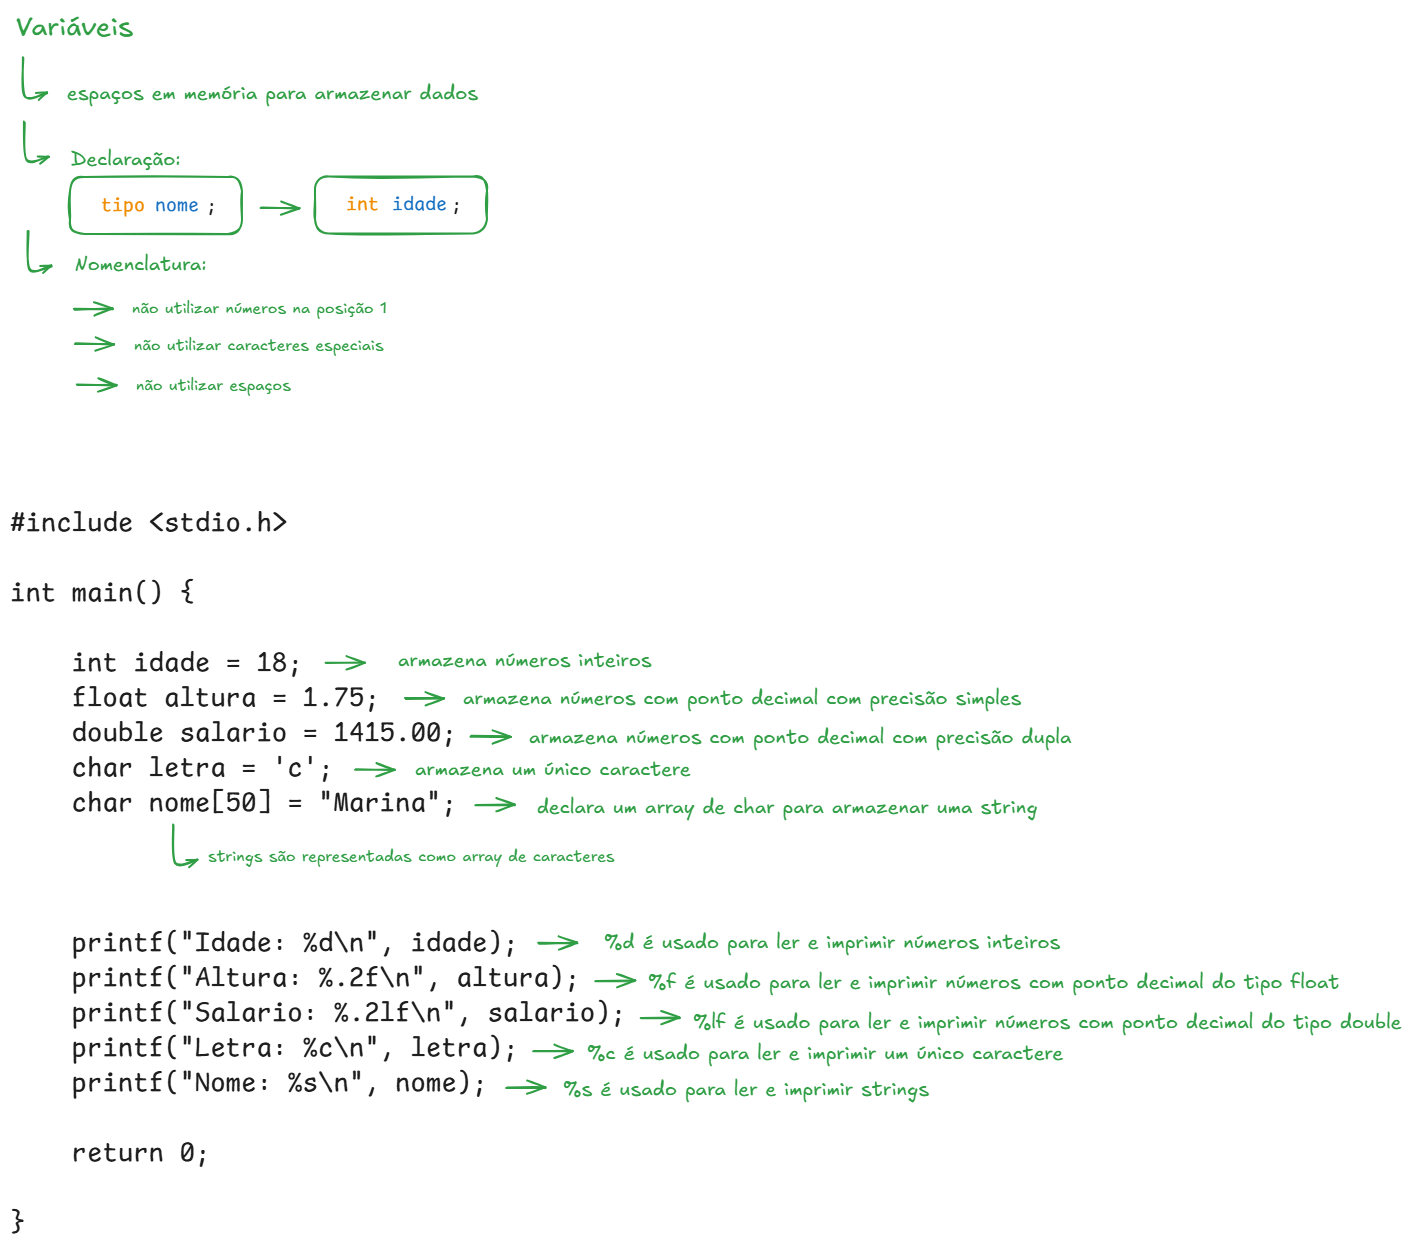 Variáveis
espaços em memória para armazenar dados
Declaração:
tipo nome ; int idade ;
Nomenclatura:
não utilizar números na posição 1
não utilizar caracteres especiais
não utilizar espaços
#include <stdio.h>
int main() {
int idade = 18; armazena números inteiros
float altura = 1.75; armazena números com ponto decimal com precisão simples
double salario = 1415.00; armazena números com ponto decimal com precisão dupla
char letra = 'c'; armazena um único caractere
char nome[50] = "Marina"; declara um array de char para armazenar uma string
strings são representadas como array de caracteres
printf("Idade: %d\n", idade); %d é usado para ler e imprimir números inteiros
printf("Altura: %.2f\n", altura); %f é usado para ler e imprimir números com ponto decimal do tipo float
printf("Salario: %.2lf\n", salario); %lf é usado para ler e imprimir números com ponto decimal do tipo double
printf("Letra: %c\n", letra); %c é usado para ler e imprimir um único caractere
printf("Nome: %s\n", nome); %s é usado para ler e imprimir strings
return 0;
}